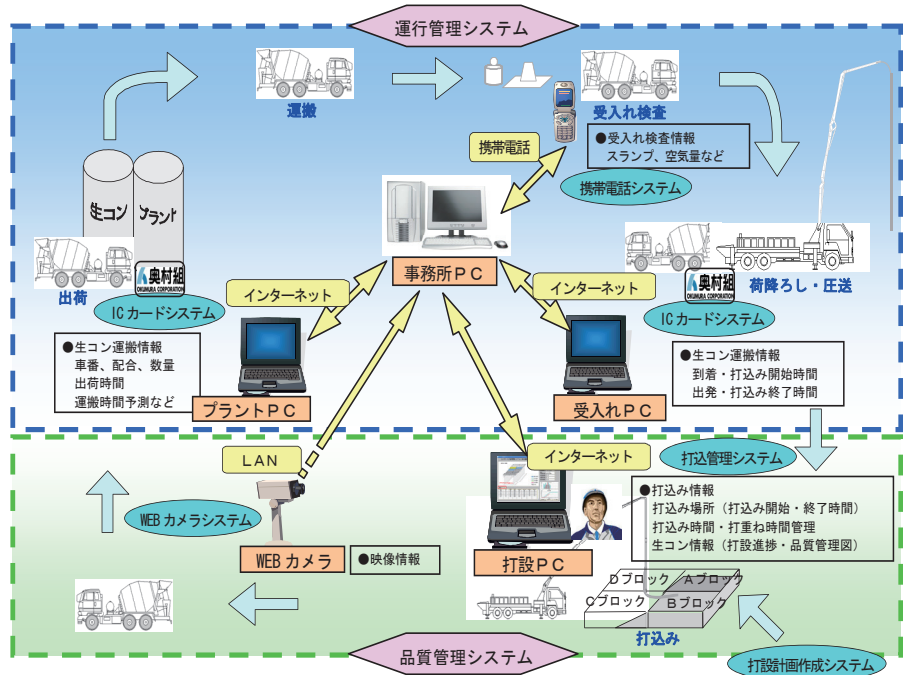 運行管理システム
運搬
受入れ検査
携帯電話
●受入れ検査情報
スランプ、空気量など
携帯電話システム
生コン
プラント
出荷
奥村組
OKUMURA CORPORATION
ICカードシステム
インターネット
事務所PC
インターネット
奥村組
OKUMURA CORPORATION
荷降ろし・圧送
ICカードシステム
●生コン運搬情報
車番、配合、数量
出荷時間
運搬時間予測など
プラントPC
受入れPC
●生コン運搬情報
到着・打込み開始時間
出発・打込み終了時間
LAN
インターネット
打込管理システム
WEBカメラシステム
WEBカメラ
●映像情報
打設PC
●打込み情報
打込み場所（打込み開始・終了時間）
打込み時間・打重ね時間管理
生コン情報（打設進捗・品質管理図）
Dブロック
Aブロック
Cブロック
Bブロック
打込み
品質管理システム
打設計画作成システム